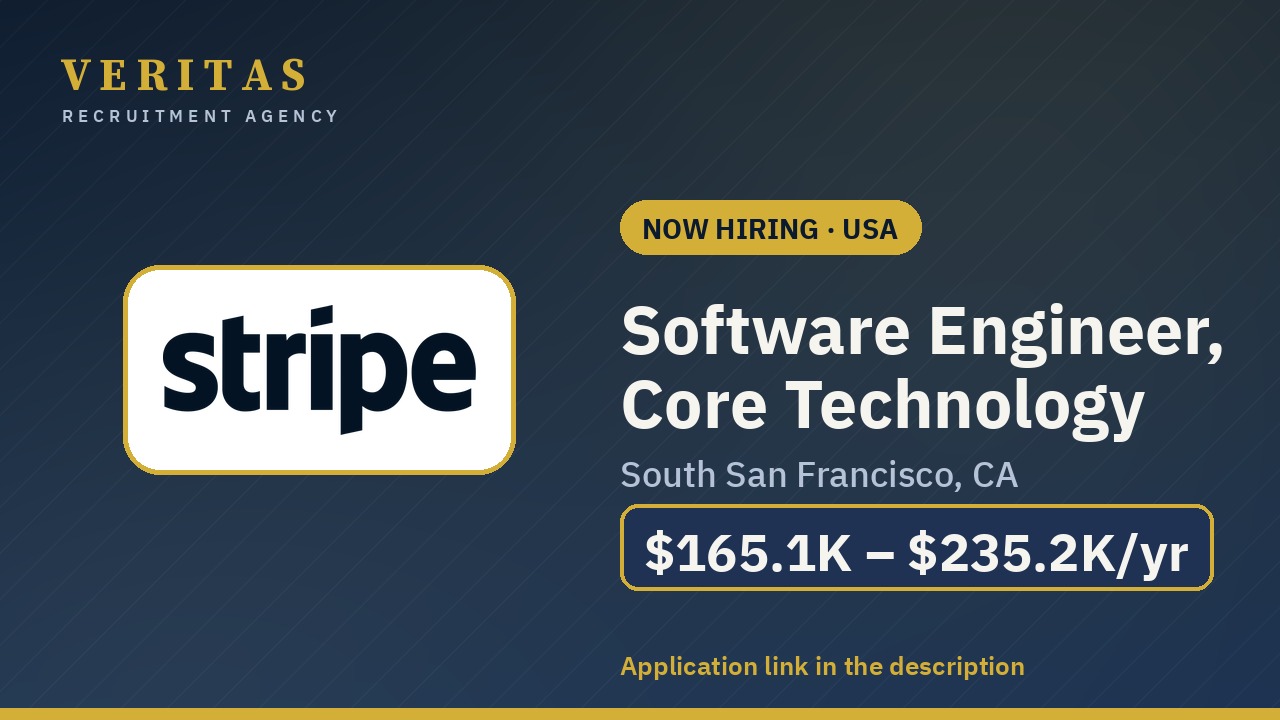 VERITAS
RECRUITMENT AGENCY
NOW HIRING · USA
stripe
Software Engineer,
Core Technology
South San Francisco, CA
$165.1K – $235.2K/yr
Application link in the description